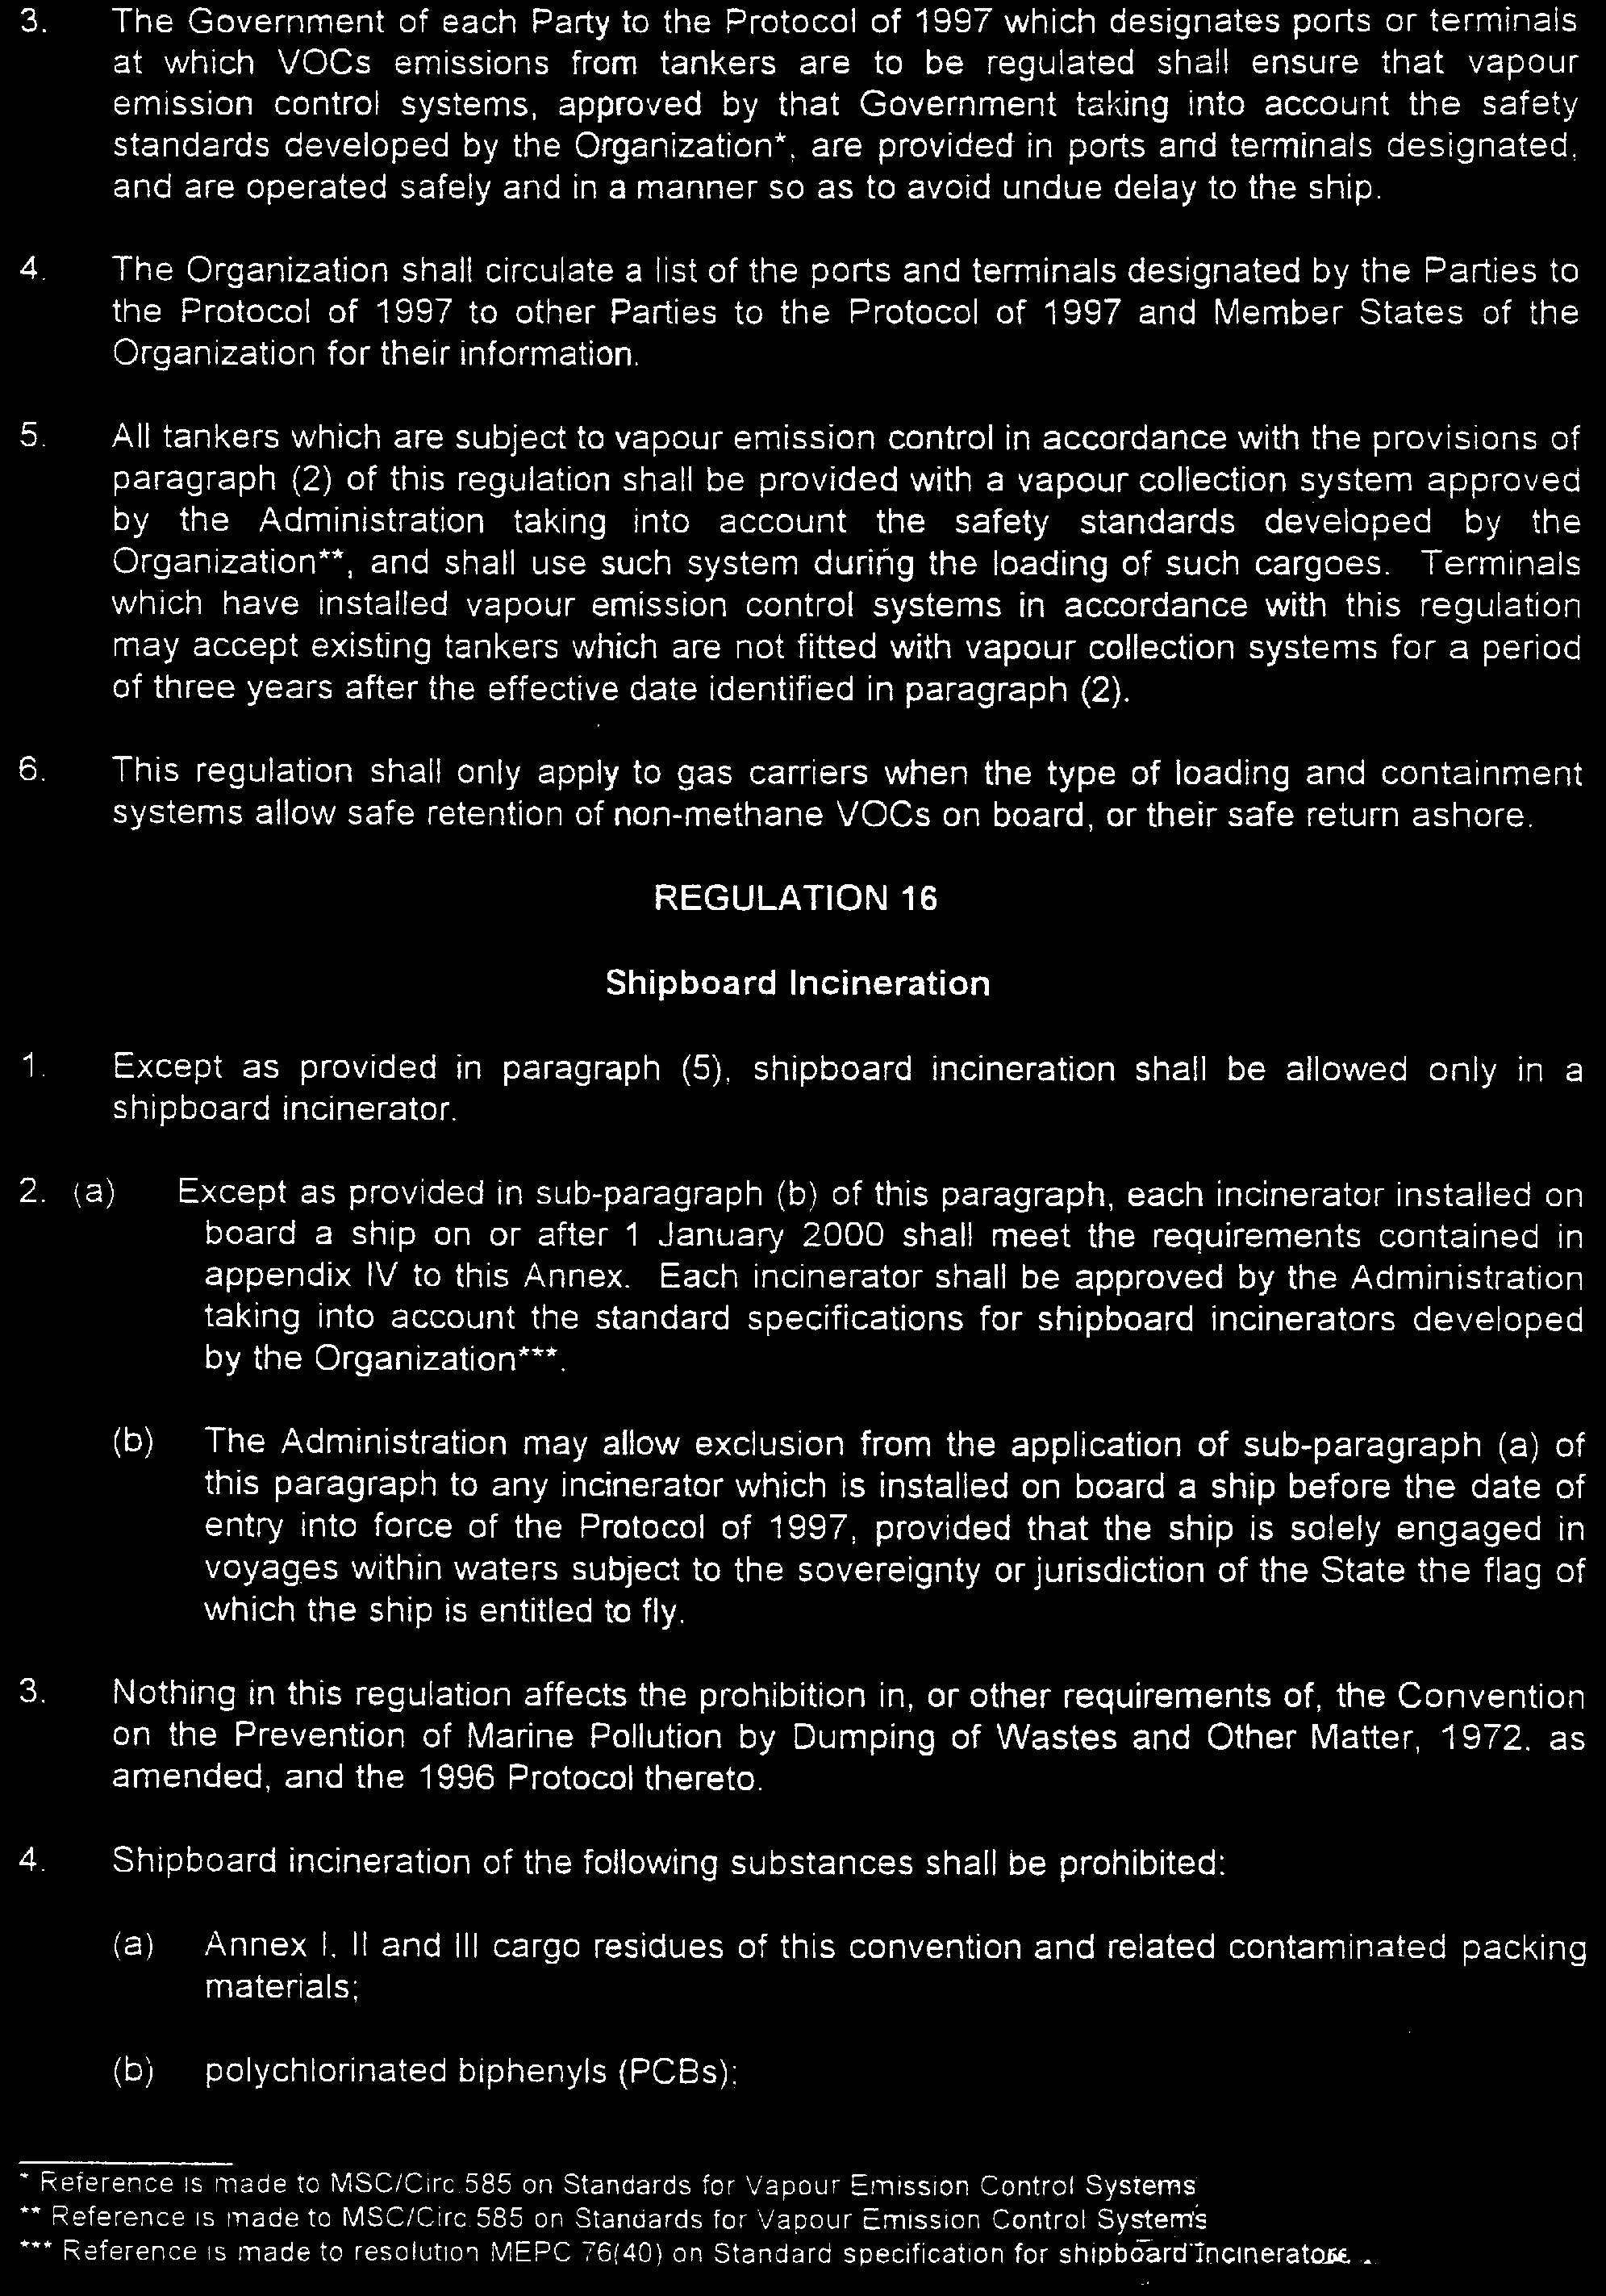 3. The Government of each Party to the Protocol of 1997 which designates ports or terminals
at which VOCs emissions from tankers are to be regulated shall ensure that vapour
emission control systems, approved by that Government taking into account the safety
standards developed by the Organization*, are provided in ports and terminals designated,
and are operated safely and in a manner so as to avoid undue delay to the ship.
4. The Organization shall circulate a list of the ports and terminals designated by the Parties to
the Protocol of 1997 to other Parties to the Protocol of 1997 and Member States of the
Organization for their information.
5. All tankers which are subject to vapour emission control in accordance with the provisions of
paragraph (2) of this regulation shall be provided with a vapour collection system approved
by the Administration taking into account the safety standards developed by the
Organization**, and shall use such system during the loading of such cargoes. Terminals
which have installed vapour emission control systems in accordance with this regulation
may accept existing tankers which are not fitted with vapour collection systems for a period
of three years after the effective date identified in paragraph (2).
6. This regulation shall only apply to gas carriers when the type of loading and containment
systems allow safe retention of non-methane VOCs on board, or their safe return ashore.
REGULATION 16
Shipboard Incineration
1. Except as provided in paragraph (5), shipboard incineration shall be allowed only in a
shipboard incinerator.
2. (a) Except as provided in sub-paragraph (b) of this paragraph, each incinerator installed on
board a ship on or after 1 January 2000 shall meet the requirements contained in
appendix IV to this Annex. Each incinerator shall be approved by the Administration
taking into account the standard specifications for shipboard incinerators developed
by the Organization***.
(b) The Administration may allow exclusion from the application of sub-paragraph (a) of
this paragraph to any incinerator which is installed on board a ship before the date of
entry into force of the Protocol of 1997, provided that the ship is solely engaged in
voyages within waters subject to the sovereignty or jurisdiction of the State the flag of
which the ship is entitled to fly.
3. Nothing in this regulation affects the prohibition in, or other requirements of, the Convention
on the Prevention of Marine Pollution by Dumping of Wastes and Other Matter, 1972, as
amended, and the 1996 Protocol thereto.
4. Shipboard incineration of the following substances shall be prohibited:
(a) Annex I, II and III cargo residues of this convention and related contaminated packing
materials;
(b) polychlorinated biphenyls (PCBs);
* Reference is made to MSC/Circ.585 on Standards for Vapour Emission Control Systems
** Reference is made to MSC/Circ.585 on Standards for Vapour Emission Control Systems
*** Reference is made to resolution MEPC 76(40) on Standard specification for shipboard Incinerators.